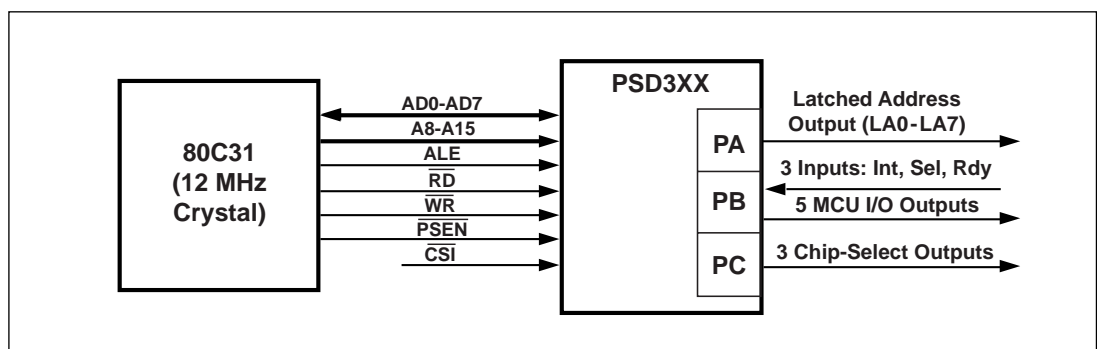 80C31
(12 MHz
Crystal)
AD0-AD7
A8-A15
ALE
RD
WR
PSEN
CSI
PSD3XX
PA
PB
PC
Latched Address
Output (LA0-LA7)
3 Inputs: Int, Sel, Rdy
5 MCU I/O Outputs
3 Chip-Select Outputs